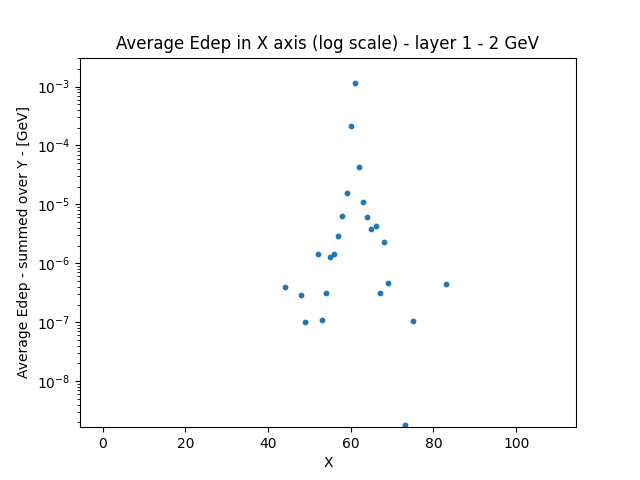 Average Edep in X axis (log scale) - layer 1 - 2 GeV
Average Edep - summed over Y - [GeV]
10⁻³
10⁻⁴
10⁻⁵
10⁻⁶
10⁻⁷
10⁻⁸
0 20 40 60 80 100
X